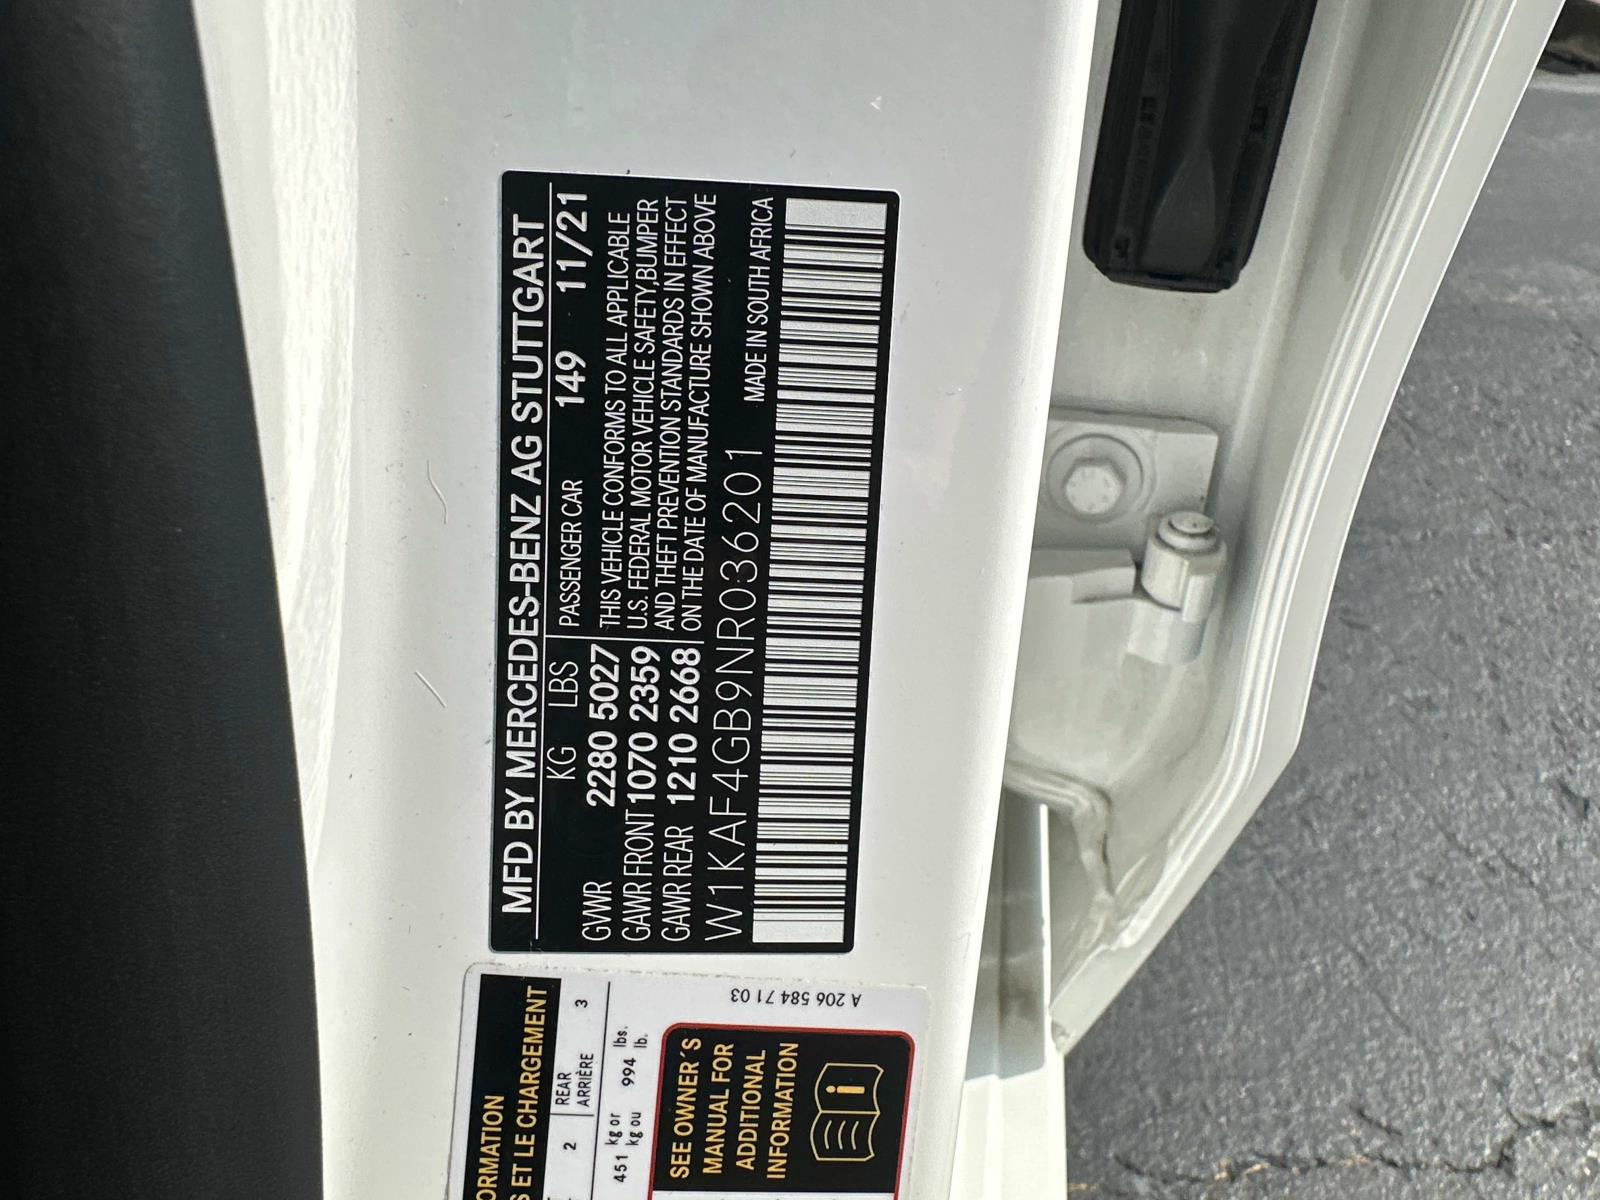 MFD BY MERCEDES-BENZ AG STUTTGART
KG LBS PASSENGER CAR 149 11/21
GVWR 2280 5027 THIS VEHICLE CONFORMS TO ALL APPLICABLE
GAWR FRONT 1070 2359 U.S. FEDERAL MOTOR VEHICLE SAFETY,BUMPER
GAWR REAR 1210 2668 AND THEFT PREVENTION STANDARDS IN EFFECT
ON THE DATE OF MANUFACTURE SHOWN ABOVE
W1KAF4GB9NR036201 MADE IN SOUTH AFRICA
ET LE CHARGEMENT
2 REAR 3
ARRIÈRE
451 kg or 994 lbs.
kg ou lb.
SEE OWNER´S
MANUAL FOR
ADDITIONAL
INFORMATION
A 206 584 71 03